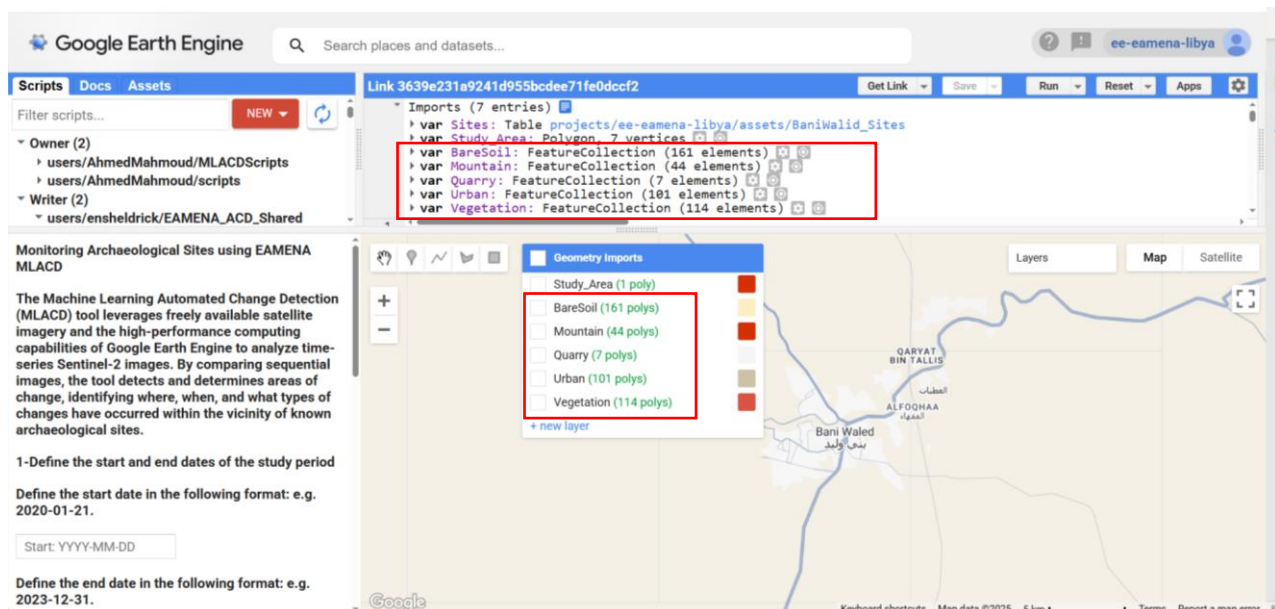 Google Earth Engine
Search places and datasets...
ee-eamena-libya
Scripts Docs Assets
Filter scripts...
NEW
Owner (2)
users/AhmedMahmoud/MLACDScripts
users/AhmedMahmoud/scripts
Writer (2)
users/ensheldrick/EAMENA_ACD_Shared
Link 3639e231a9241d955bcdee71fe0dccf2
Get Link Save Run Reset Apps
Imports (7 entries)
var Sites: Table projects/ee-eamena-libya/assets/BaniWalid_Sites
var Study_Area: Polygon, 7 vertices
var BareSoil: FeatureCollection (161 elements)
var Mountain: FeatureCollection (44 elements)
var Quarry: FeatureCollection (7 elements)
var Urban: FeatureCollection (101 elements)
var Vegetation: FeatureCollection (114 elements)
Monitoring Archaeological Sites using EAMENA
MLACD
The Machine Learning Automated Change Detection
(MLACD) tool leverages freely available satellite
imagery and the high-performance computing
capabilities of Google Earth Engine to analyze time-
series Sentinel-2 images. By comparing sequential
images, the tool detects and determines areas of
change, identifying where, when, and what types of
changes have occurred within the vicinity of known
archaeological sites.
1-Define the start and end dates of the study period
Define the start date in the following format: e.g.
2020-01-21.
Start: YYYY-MM-DD
Define the end date in the following format: e.g.
2023-12-31.
Geometry Imports
Study_Area (1 poly)
BareSoil (161 polys)
Mountain (44 polys)
Quarry (7 polys)
Urban (101 polys)
Vegetation (114 polys)
+ new layer
Layers
Map Satellite
QARYAT
BIN TALLIS
العطيات
ALFOQHAA
الفقهاء
Bani Waled
بني وليد
Google
Keyboard shortcuts Map data ©2025 5 km Terms Report a map error